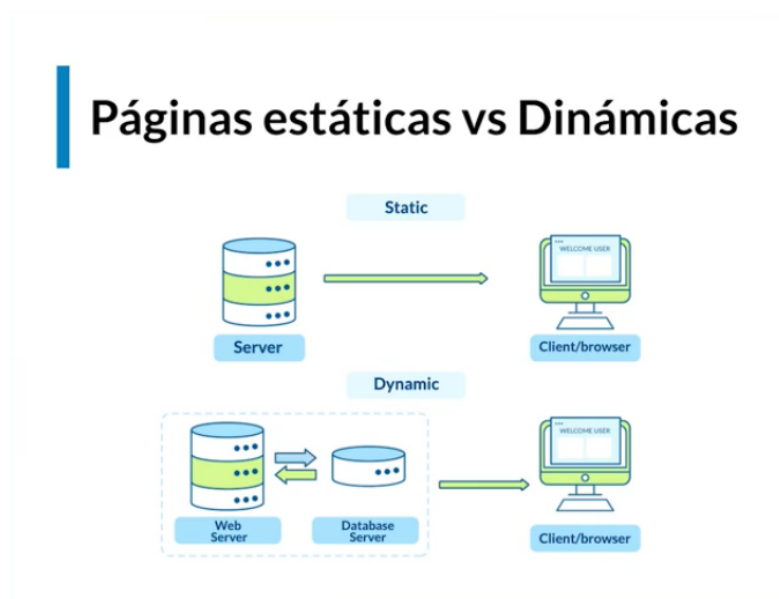 Páginas estáticas vs Dinámicas
Static
WELCOME USER
Server
Client/browser
Dynamic
WELCOME USER
Web
Server
Database
Server
Client/browser